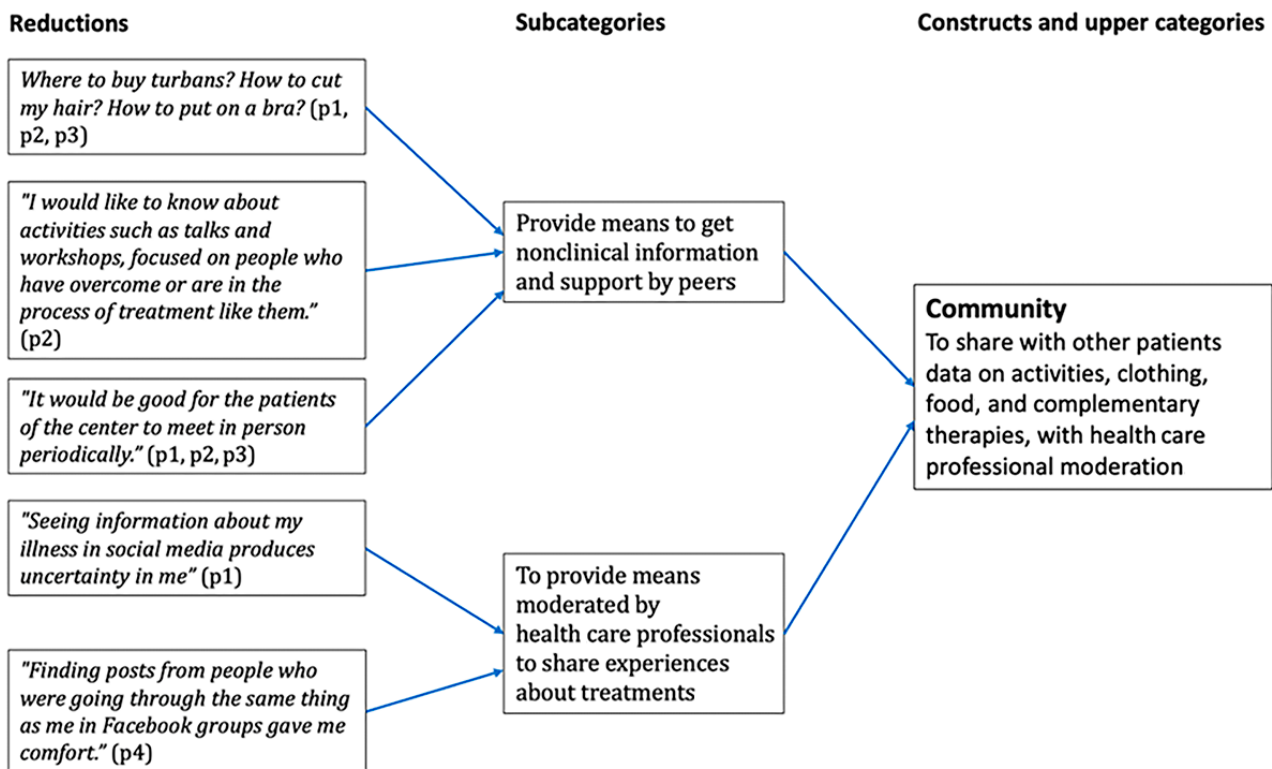 Reductions
Subcategories
Constructs and upper categories
Where to buy turbans? How to cut
my hair? How to put on a bra? (p1,
p2, p3)
"I would like to know about
activities such as talks and
workshops, focused on people who
have overcome or are in the
process of treatment like them.”
(p2)
"It would be good for the patients
of the center to meet in person
periodically.” (p1, p2, p3)
"Seeing information about my
illness in social media produces
uncertainty in me” (p1)
"Finding posts from people who
were going through the same thing
as me in Facebook groups gave me
comfort.” (p4)
Provide means to get
nonclinical information
and support by peers
To provide means
moderated by
health care professionals
to share experiences
about treatments
Community
To share with other patients
data on activities, clothing,
food, and complementary
therapies, with health care
professional moderation